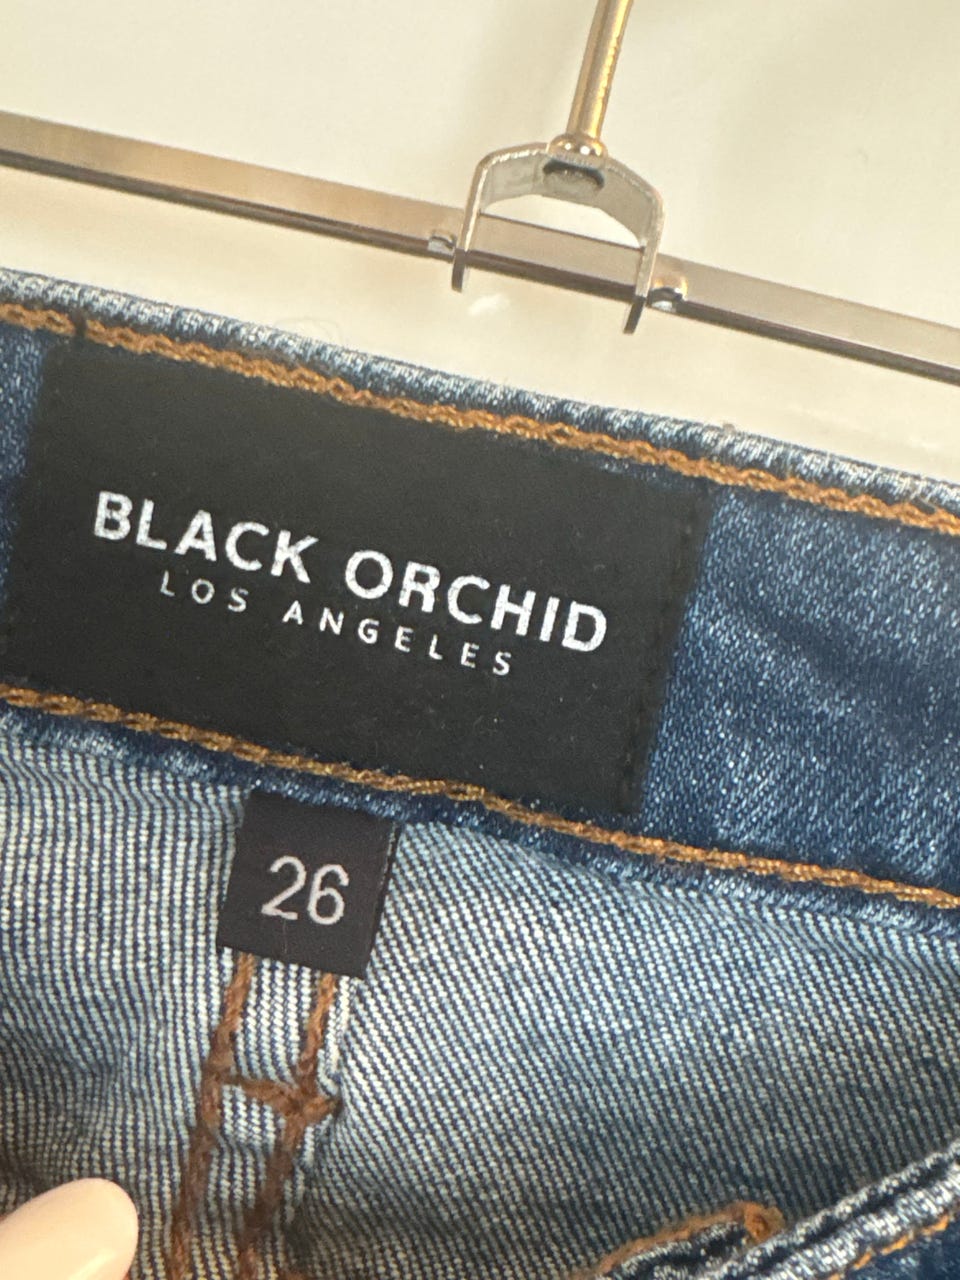 BLACK ORCHID
LOS ANGELES
26